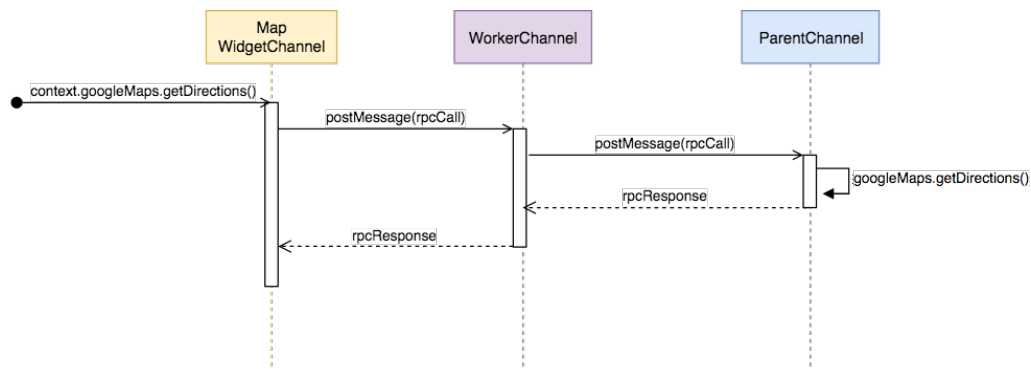 Map
WidgetChannel
WorkerChannel
ParentChannel
context.googleMaps.getDirections()
postMessage(rpcCall)
postMessage(rpcCall)
googleMaps.getDirections()
rpcResponse
rpcResponse